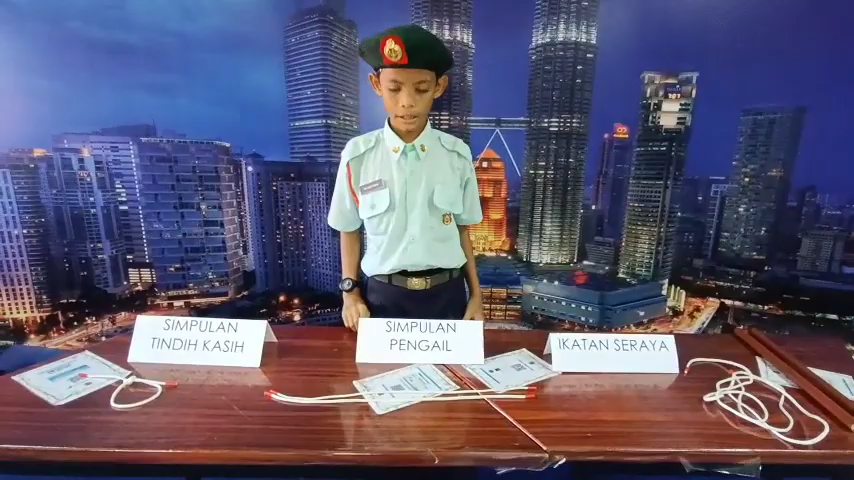 SIMPULAN
TINDIH KASIH
SIMPULAN
PENGAIL
IKATAN SERAYA